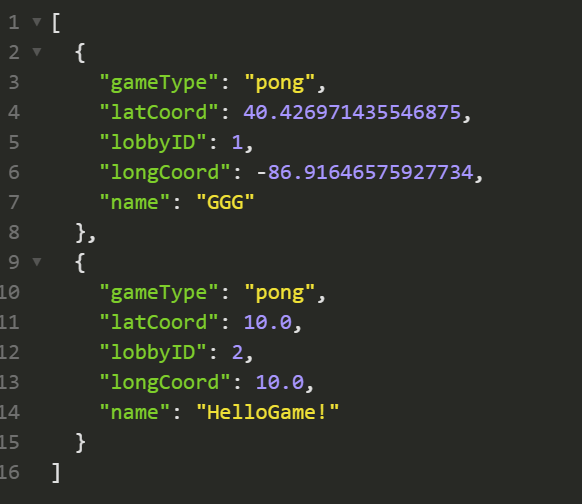 1 [
2 {
3 "gameType": "pong",
4 "latCoord": 40.426971435546875,
5 "lobbyID": 1,
6 "longCoord": -86.91646575927734,
7 "name": "GGG"
8 },
9 {
10 "gameType": "pong",
11 "latCoord": 10.0,
12 "lobbyID": 2,
13 "longCoord": 10.0,
14 "name": "HelloGame!"
15 }
16 ]